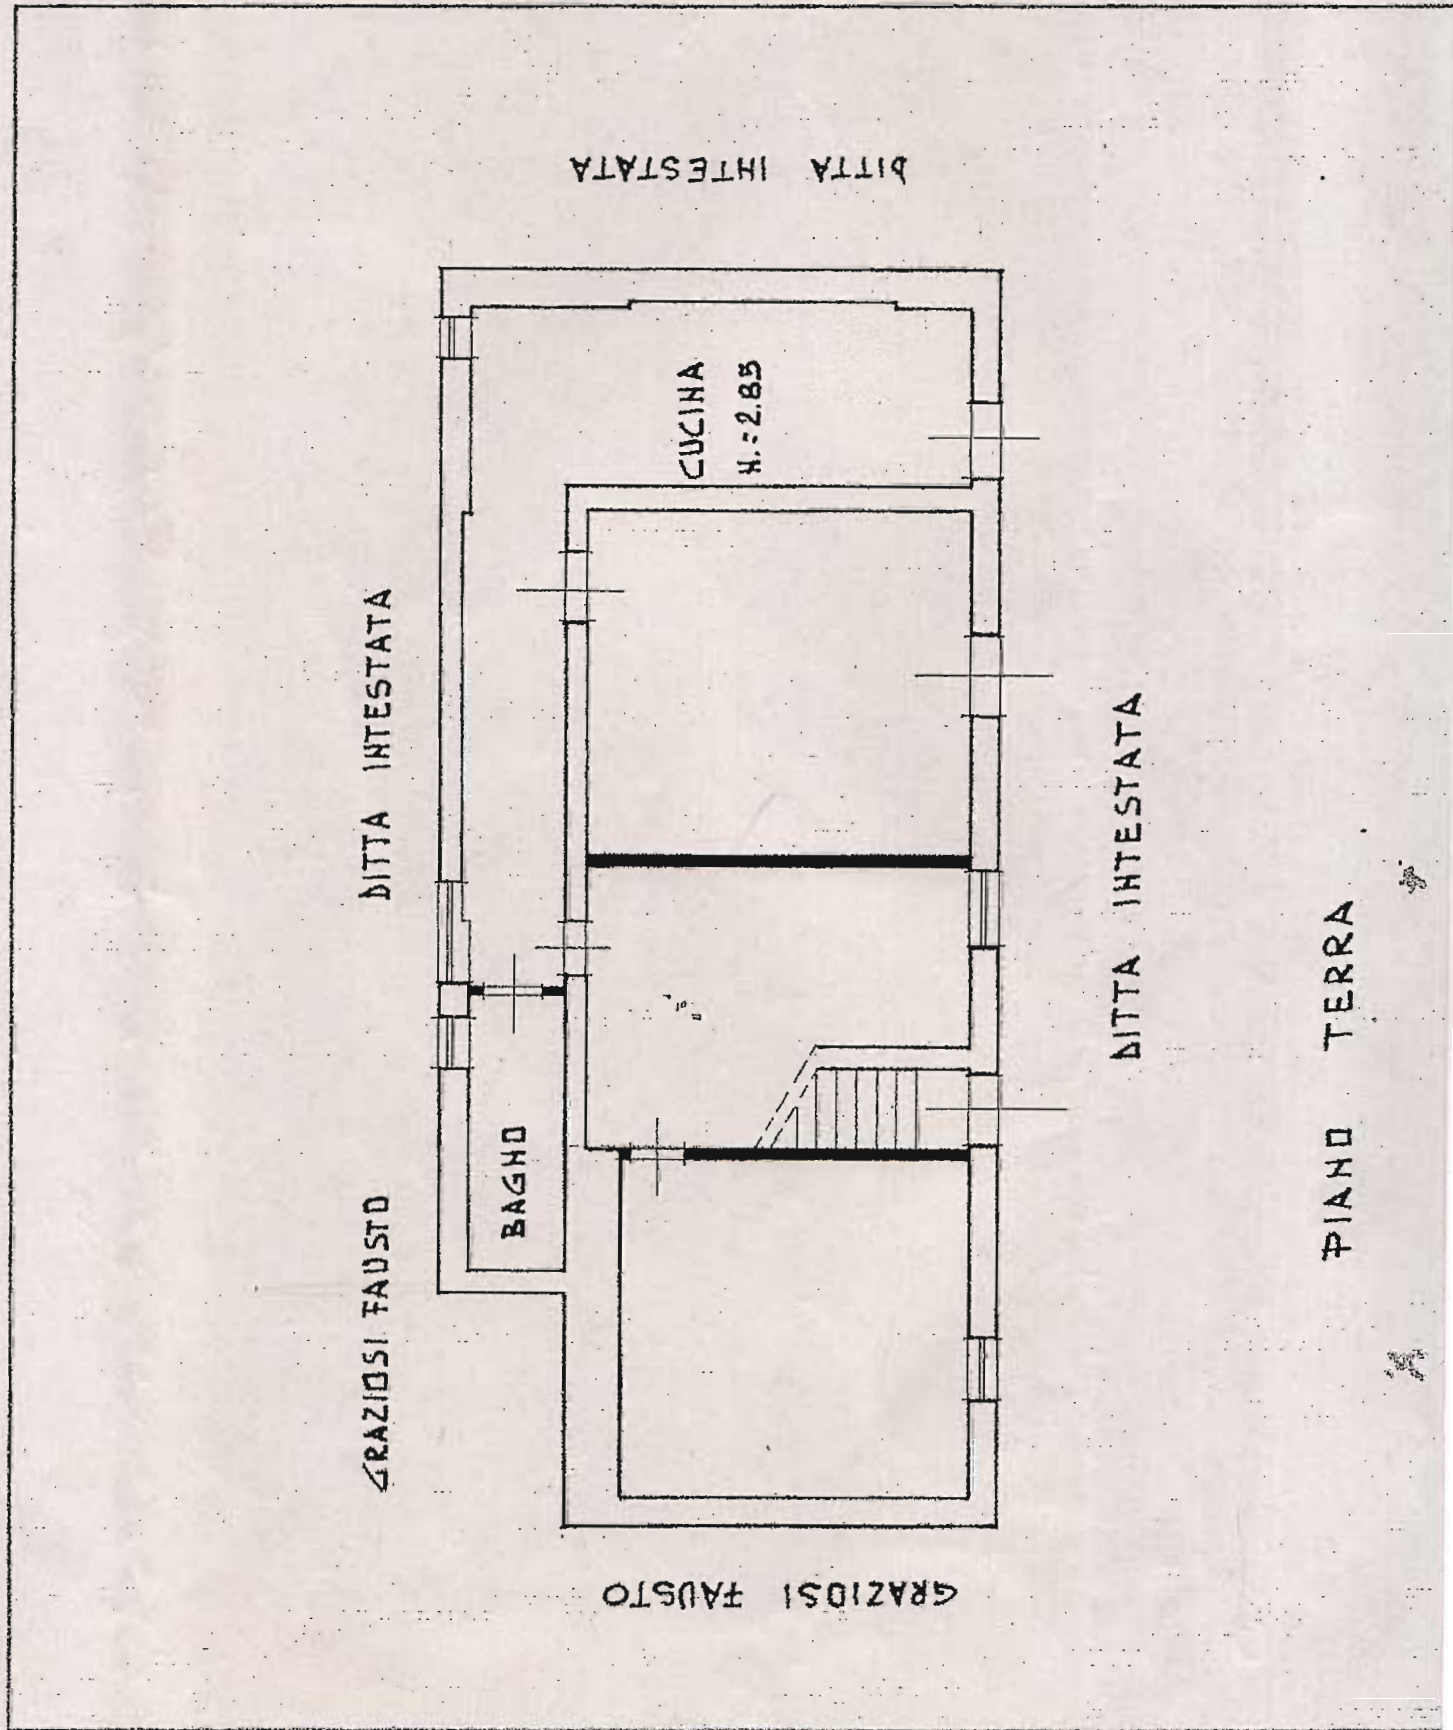 DITTA INTESTATA
CUCINA
H.=2.85
DITTA INTESTATA
DITTA INTESTATA
BAGNO
GRAZIOSI FAUSTO
GRAZIOSI FAUSTO
PIANO TERRA